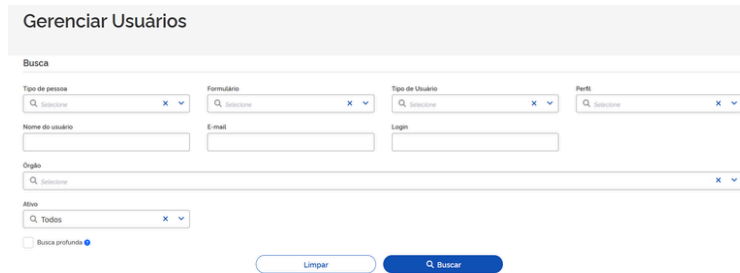 Gerenciar Usuários
Busca
Tipo de pessoa Formulário Tipo de Usuário Perfil
Selecione Selecione Selecione Selecione
Nome do usuário E-mail Login
Órgão
Selecione
Ativo
Todos
Busca profunda
Limpar Buscar